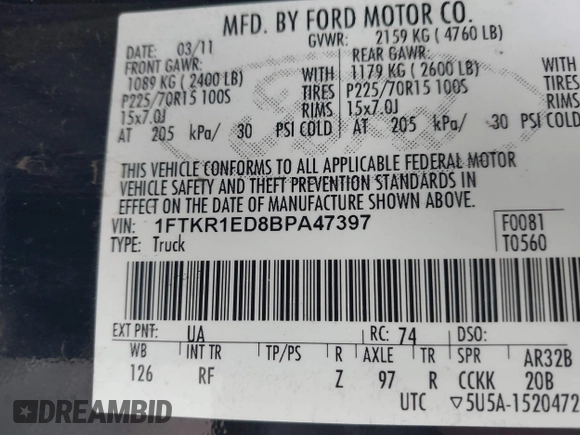 MFD. BY FORD MOTOR CO.
DATE: 03/11 GVWR: 2159 KG ( 4760 LB)
FRONT GAWR: REAR GAWR:
1089 KG ( 2400 LB) WITH 1179 KG ( 2600 LB) WITH
P225/70R15 100S TIRES P225/70R15 100S TIRES
15x7.0J RIMS 15x7.0J RIMS
AT 205 kPa/ 30 PSI COLD AT 205 kPa/ 30 PSI COLD
THIS VEHICLE CONFORMS TO ALL APPLICABLE FEDERAL MOTOR
VEHICLE SAFETY AND THEFT PREVENTION STANDARDS IN
EFFECT ON THE DATE OF MANUFACTURE SHOWN ABOVE.
VIN: 1FTKR1ED8BPA47397 F0081
TYPE: Truck T0560
EXT PNT: UA RC: 74 DSO:
WB INT TR TP/PS R AXLE TR SPR AR32B
126 RF Z 97 R CCKK 20B
UTC ▽5U5A-1520472
AUTOHELPERBOT